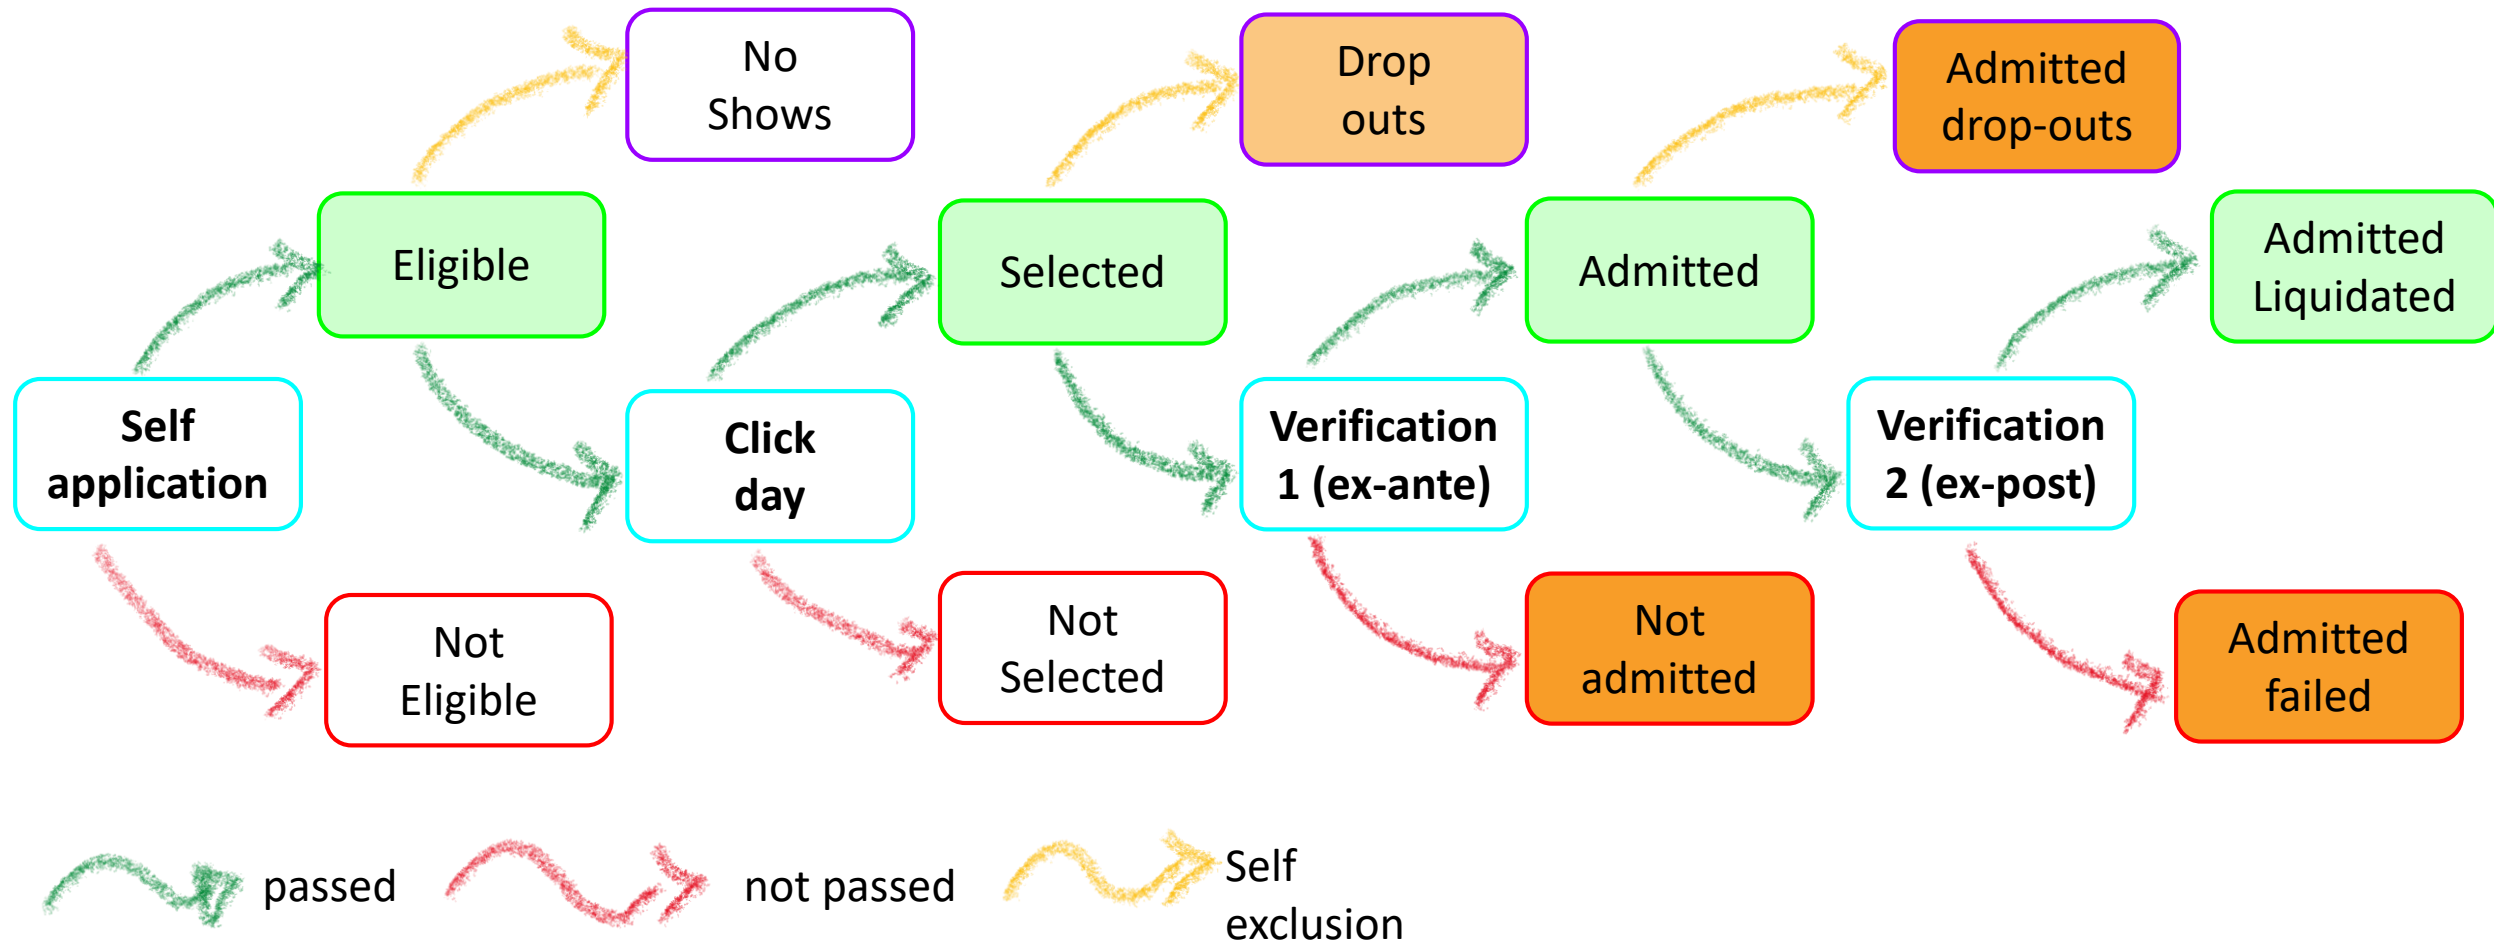 No
Shows
Drop
outs
Admitted
drop-outs
Eligible
Selected
Admitted
Admitted
Liquidated
Self
application
Click
day
Verification
1 (ex-ante)
Verification
2 (ex-post)
Not
Eligible
Not
Selected
Not
admitted
Admitted
failed
passed
not passed
Self
exclusion